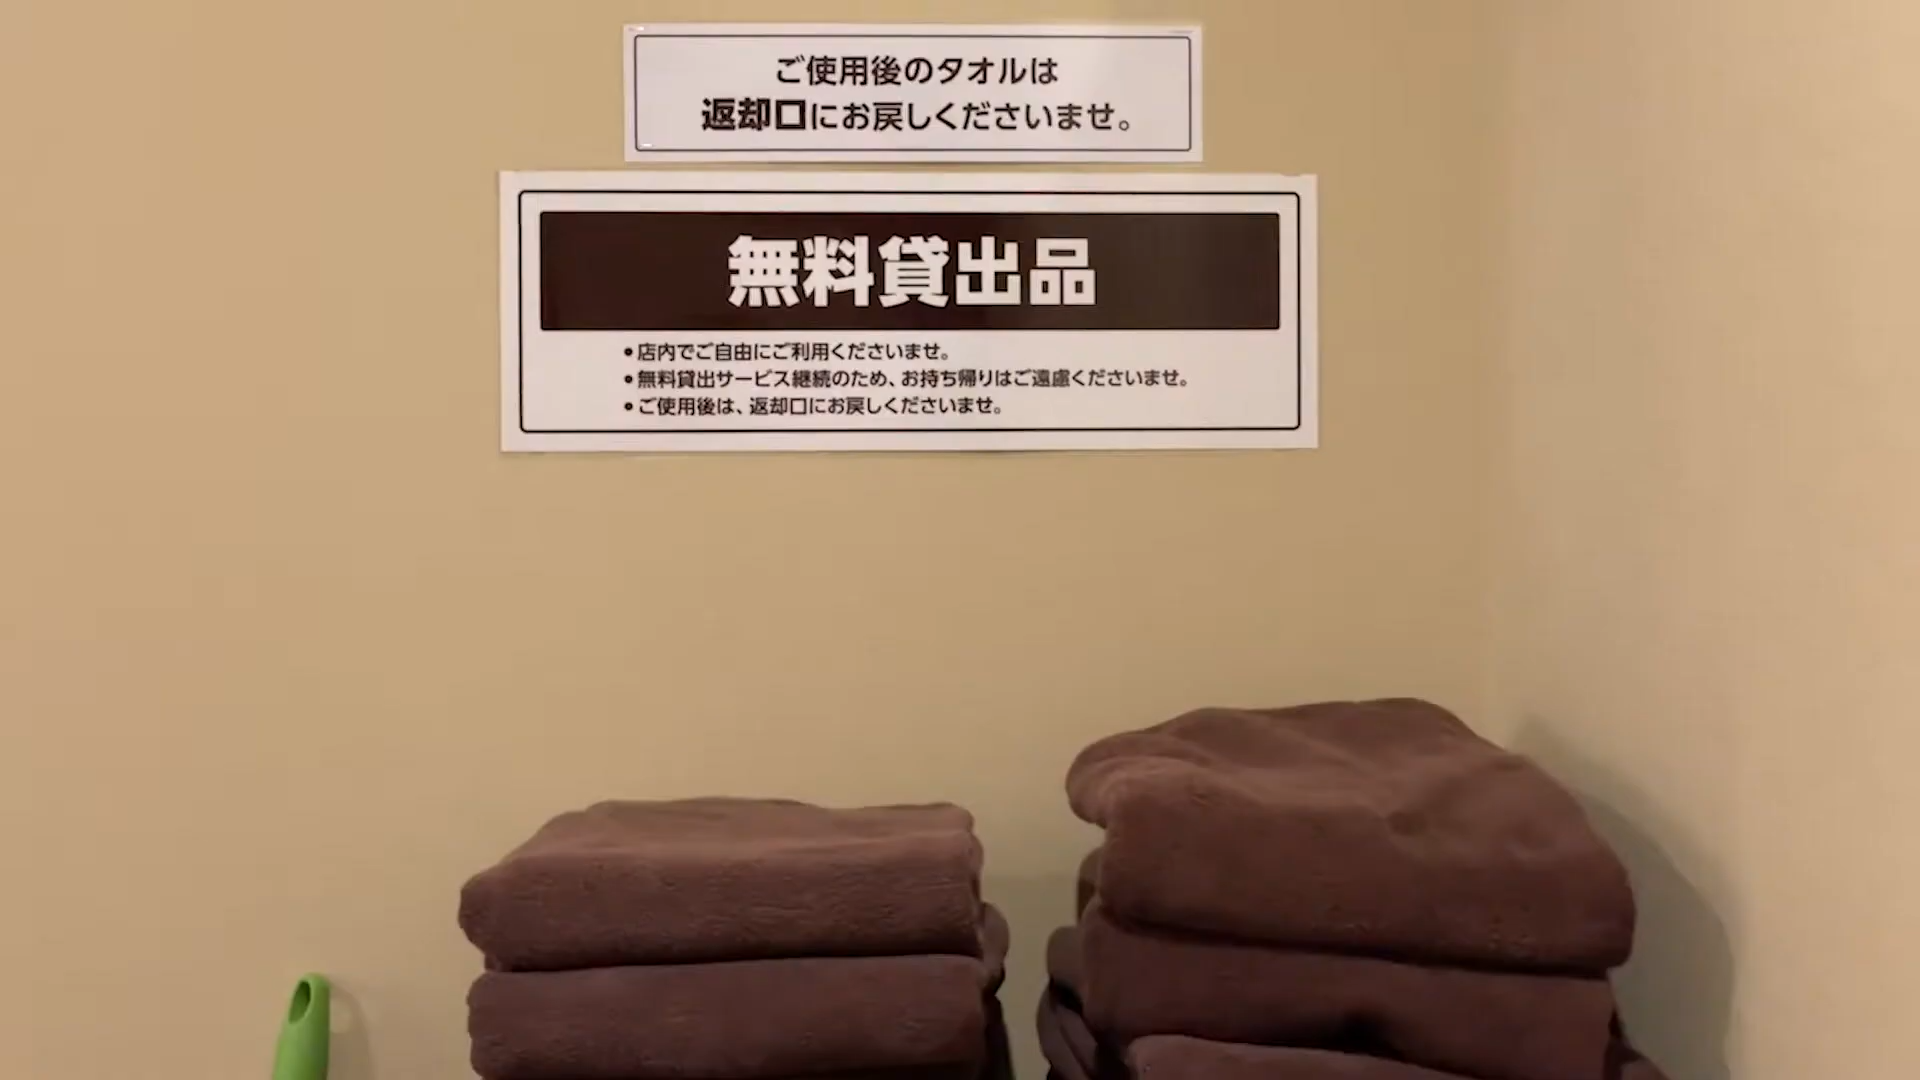 ご使用後のタオルは
返却口にお戻しくださいませ。
無料貸出品
•店内でご自由にご利用くださいませ。
•無料貸出サービス継続のため、お持ち帰りはご遠慮くださいませ。
•ご使用後は、返却口にお戻しくださいませ。